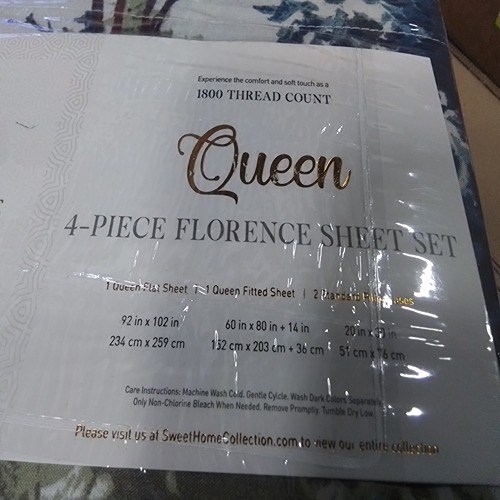 Experience the comfort and soft touch as a
1800 THREAD COUNT
Queen
4-PIECE FLORENCE SHEET SET
1 Queen Flat Sheet | 1 Queen Fitted Sheet | 2 Standard
92 in x 102 in 60 in x 80 in + 14 in 20 in x
234 cm x 259 cm 152 cm x 203 cm + 36 cm 51 cm x 76 cm
Care Instructions: Machine Wash Cold. Gentle Cylcle. Wash Dark Colors Separately.
Only Non-Chlorine Bleach When Needed. Remove Promptly. Tumble Dry Low.
Please visit us at SweetHomeCollection.com to view our entire collection